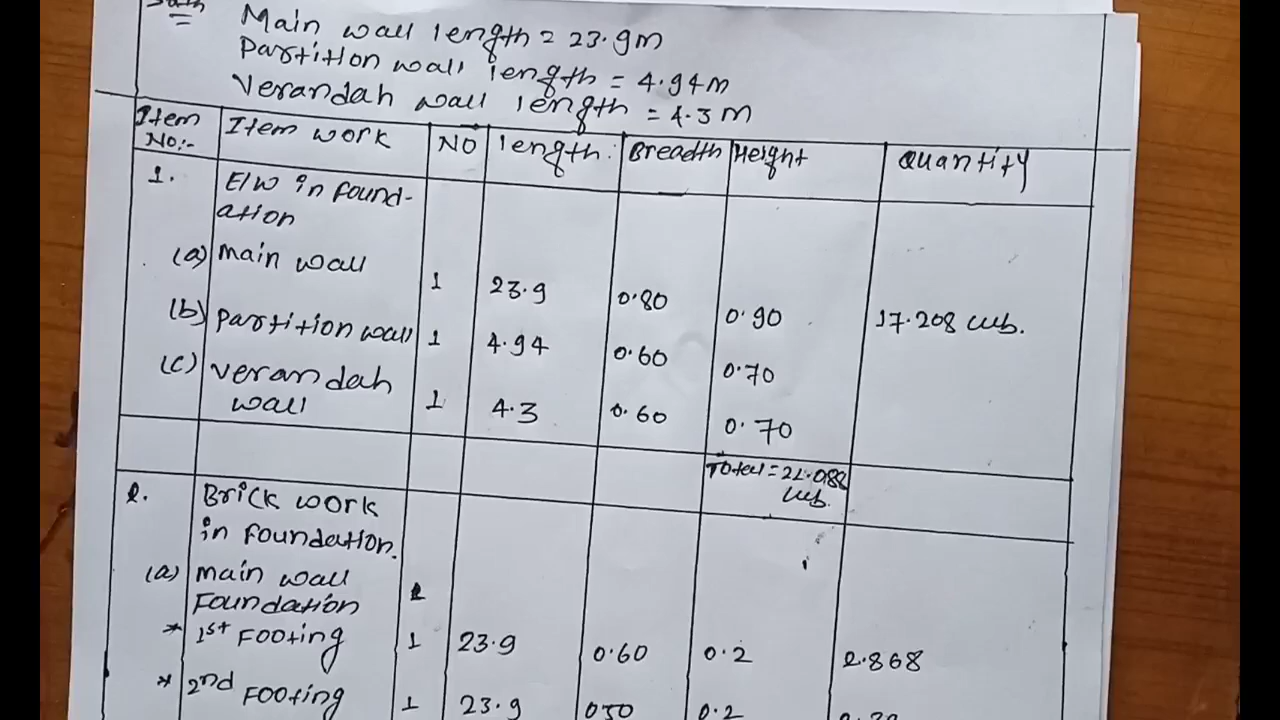 Main wall length = 23.9m
Partition wall length = 4.94m
Verandah wall length = 4.3m
Item No:- Item work NO length. Breadth Height Quantity
1. E/W in found-
ation
(a) main wall 1 23.9 0.80 0.90 17.208 cub.
(b) partition wall 1 4.94 0.60 0.70
(c) verandah
wall 1 4.3 0.60 0.70
Total = 21.088
cub.
2. Brick work
in foundation.
(a) main wall
Foundation
* 1st Footing 1 23.9 0.60 0.2 2.868
* 2nd Footing 1 23.9 050 0.2